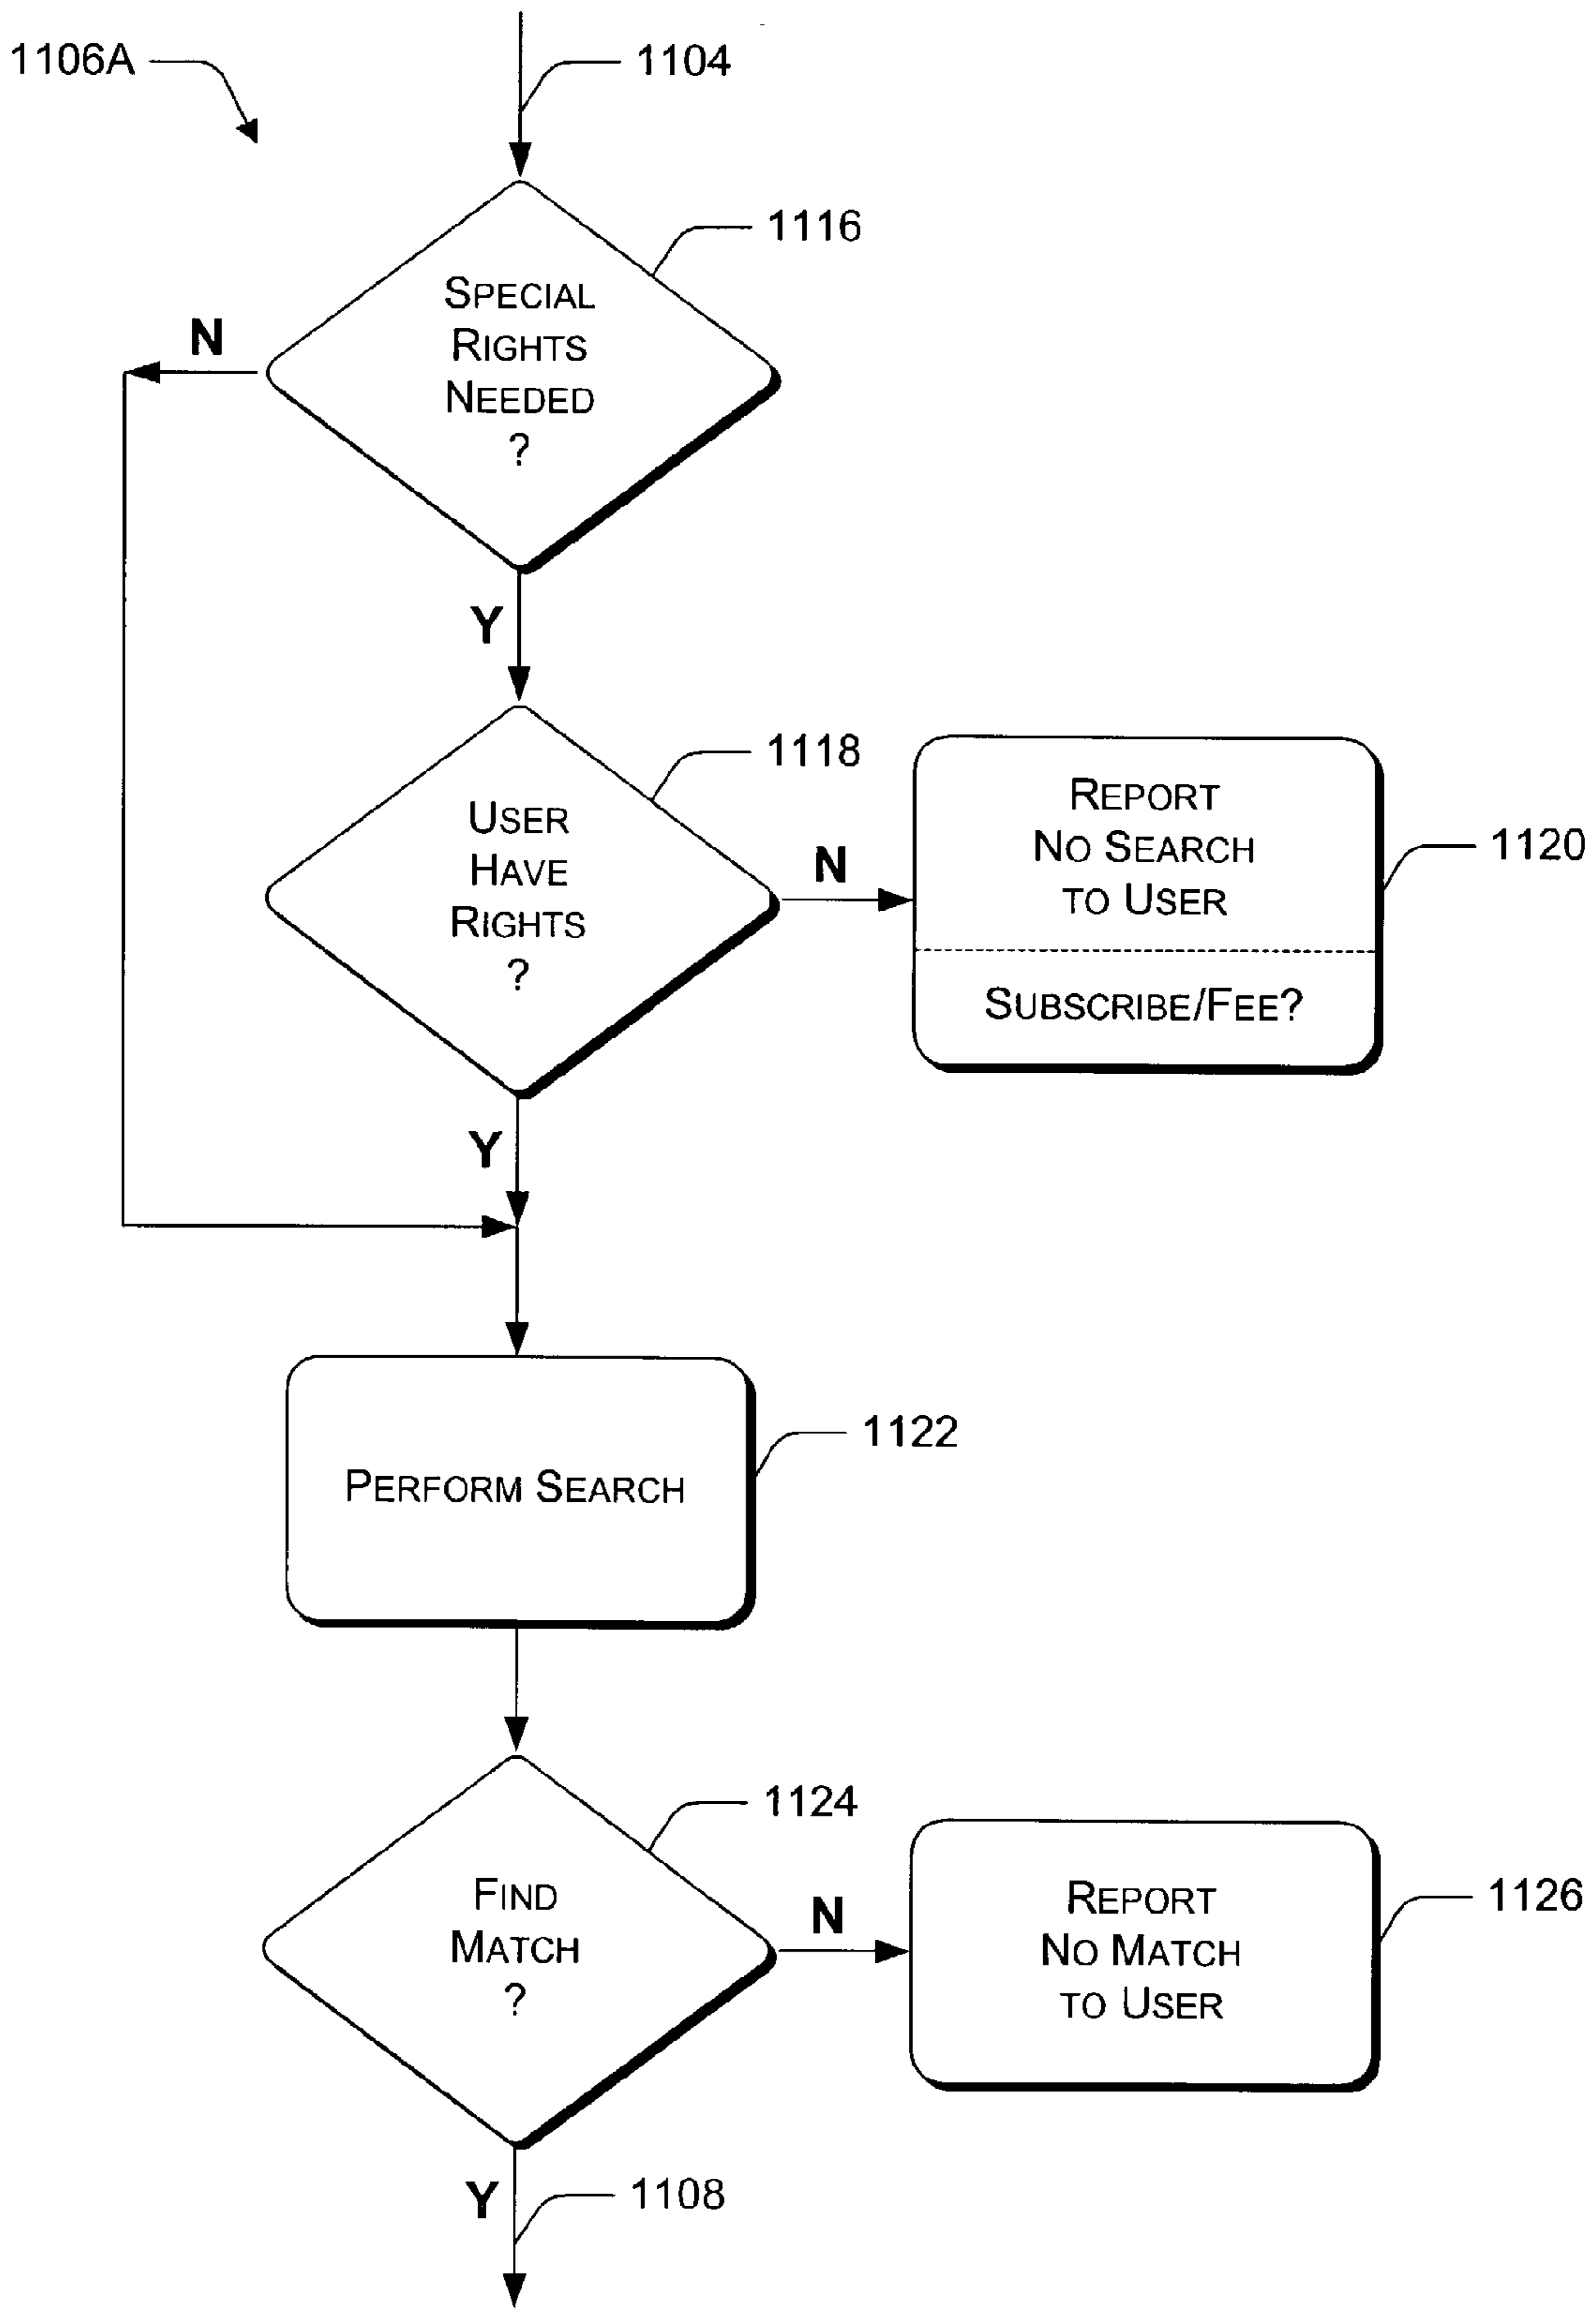 1106A
1104
1116
SPECIAL
RIGHTS
NEEDED
?
N
Y
1118
USER
HAVE
RIGHTS
?
N
REPORT
NO SEARCH
TO USER
SUBSCRIBE/FEE?
1120
Y
1122
PERFORM SEARCH
1124
FIND
MATCH
?
N
REPORT
NO MATCH
TO USER
1126
Y
1108